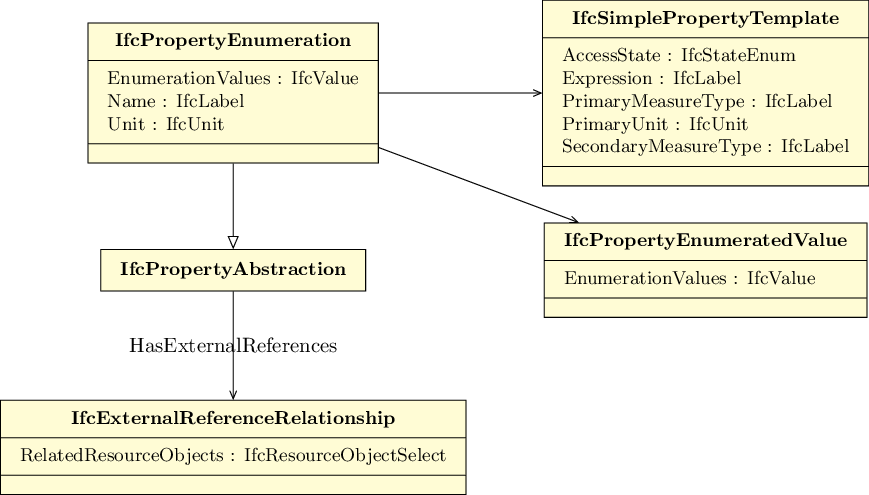 IfcPropertyEnumeration
EnumerationValues : IfcValue
Name : IfcLabel
Unit : IfcUnit
IfcSimplePropertyTemplate
AccessState : IfcStateEnum
Expression : IfcLabel
PrimaryMeasureType : IfcLabel
PrimaryUnit : IfcUnit
SecondaryMeasureType : IfcLabel
IfcPropertyEnumeratedValue
EnumerationValues : IfcValue
IfcPropertyAbstraction
HasExternalReferences
IfcExternalReferenceRelationship
RelatedResourceObjects : IfcResourceObjectSelect